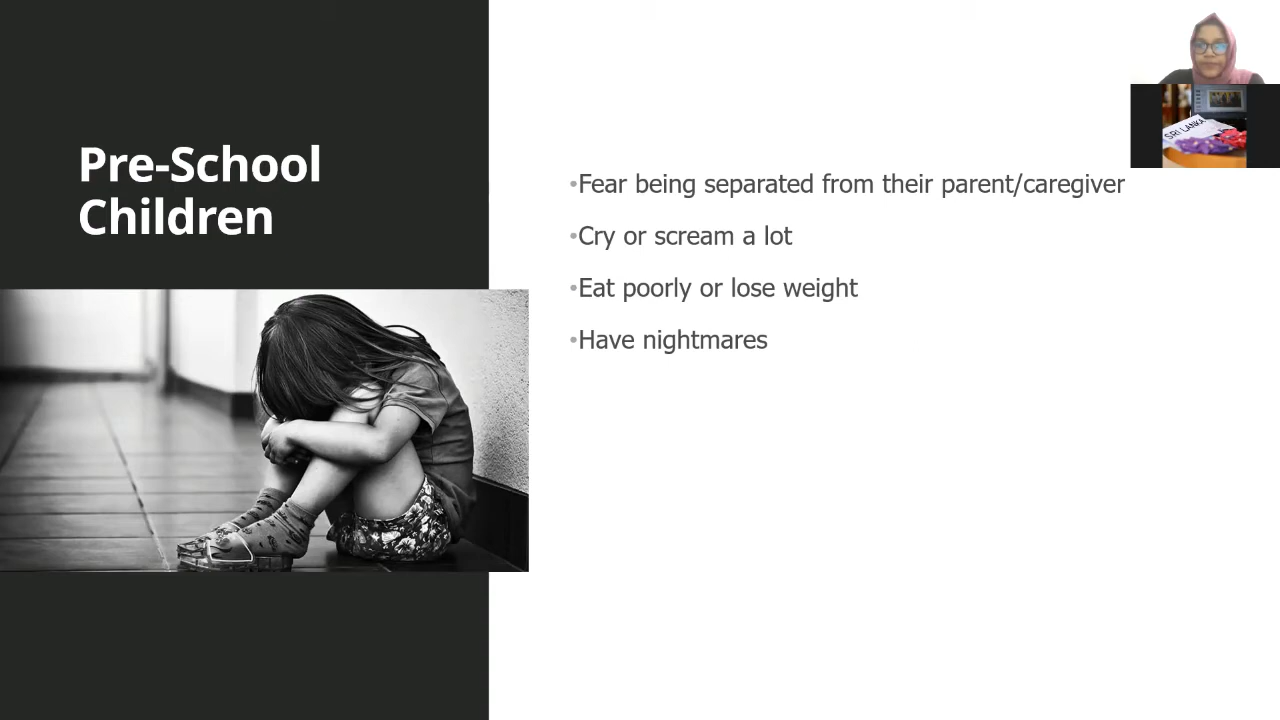 Pre-School
Children
•Fear being separated from their parent/caregiver
•Cry or scream a lot
•Eat poorly or lose weight
•Have nightmares
SRI LANKA